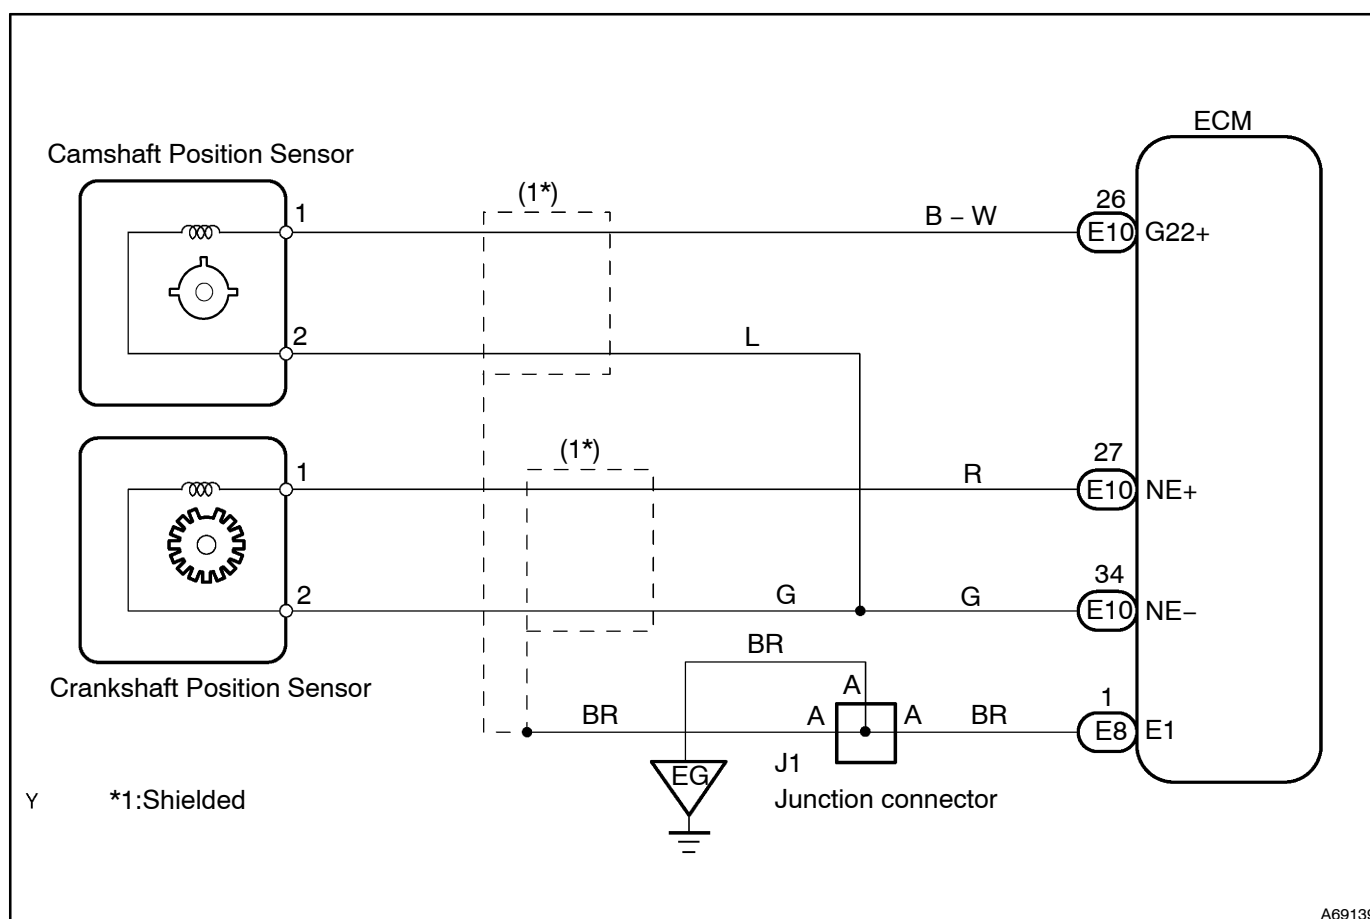 ECM
Camshaft Position Sensor
(1*)
1
B – W
26
E10
G22+
2
L
(1*)
1
R
27
E10
NE+
2
G
G
34
E10
NE–
Crankshaft Position Sensor
BR
A
BR
A
A
BR
1
E8
E1
EG
J1
Junction connector
Y
*1:Shielded
A69139